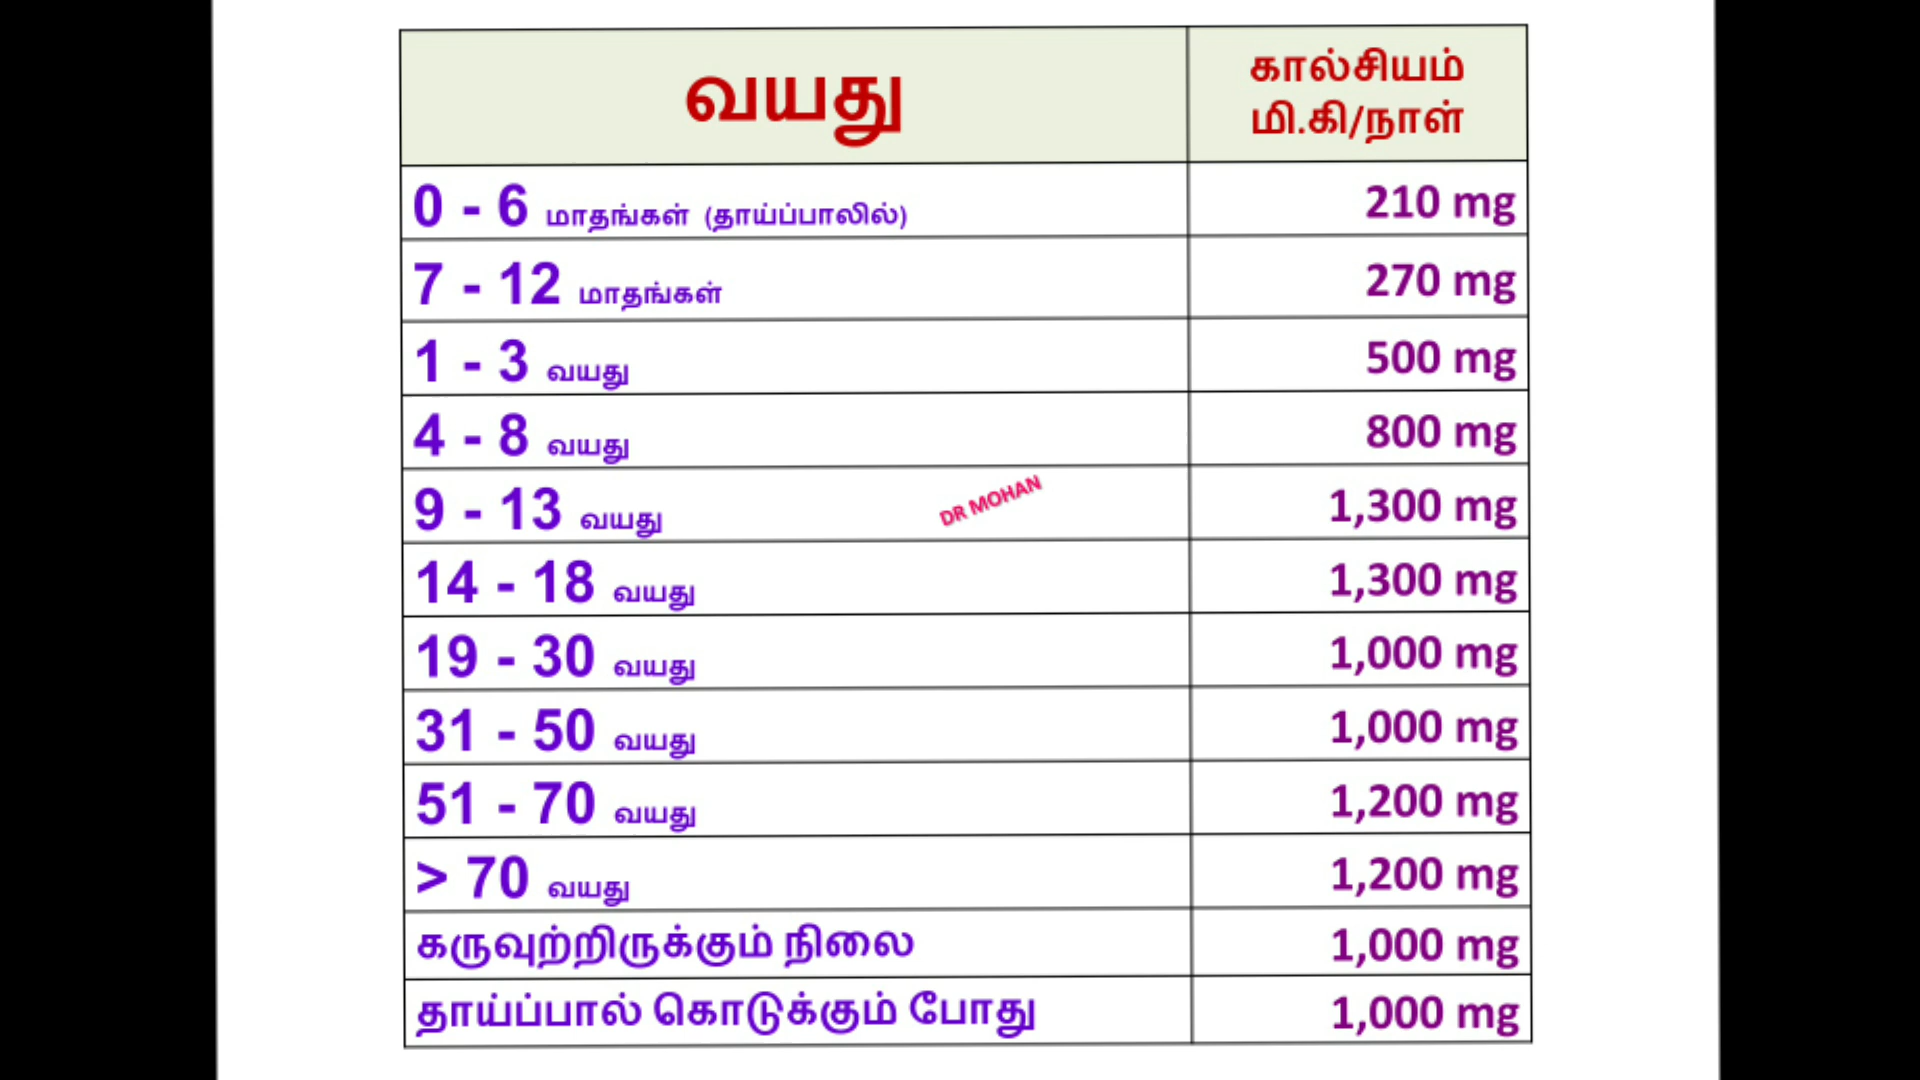 வயது
கால்சியம்
மி.கி/நாள்
0 - 6 மாதங்கள் (தாய்ப்பாலில்) 210 mg
7 - 12 மாதங்கள் 270 mg
1 - 3 வயது 500 mg
4 - 8 வயது 800 mg
9 - 13 வயது 1,300 mg
DR MOHAN
14 - 18 வயது 1,300 mg
19 - 30 வயது 1,000 mg
31 - 50 வயது 1,000 mg
51 - 70 வயது 1,200 mg
> 70 வயது 1,200 mg
கருவுற்றிருக்கும் நிலை 1,000 mg
தாய்ப்பால் கொடுக்கும் போது 1,000 mg